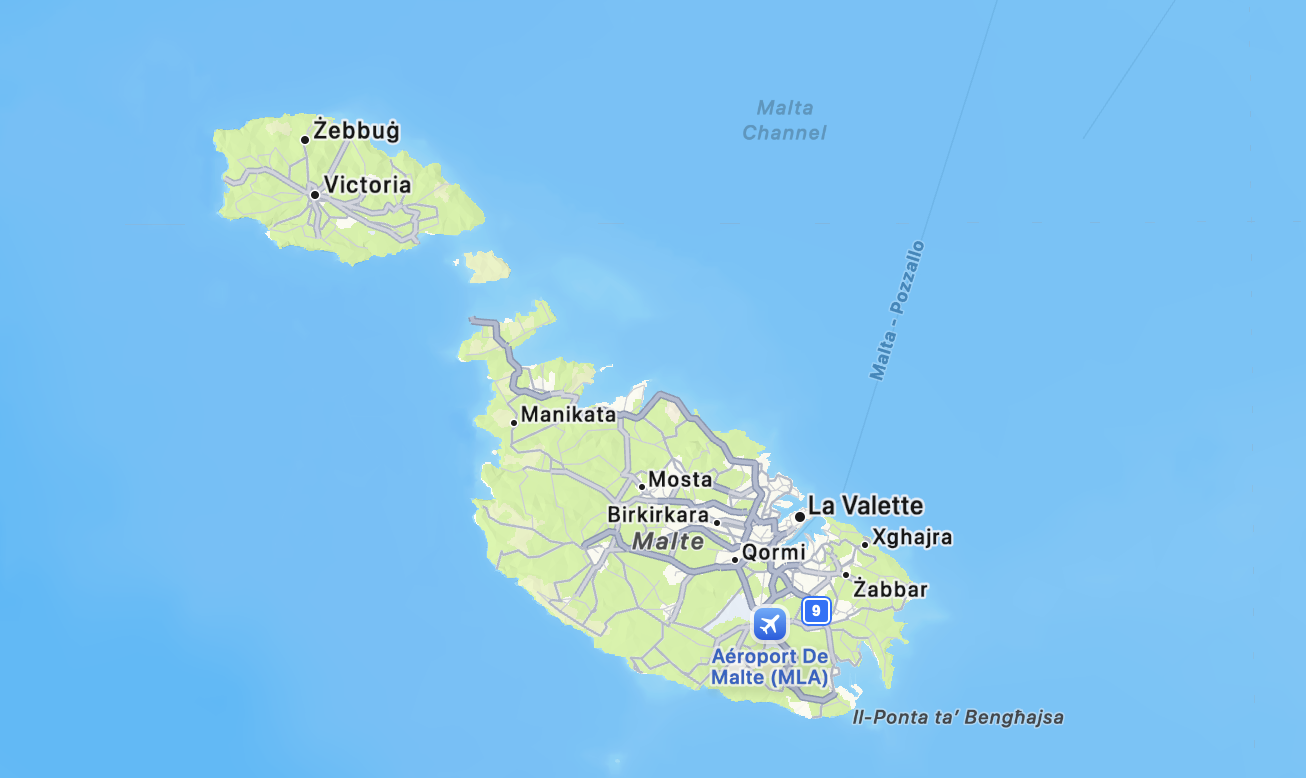 Malta
Channel
Żebbuġ
Victoria
Malta - Pozzallo
Manikata
Mosta
La Valette
Birkirkara
Xghajra
Malte
Qormi
Żabbar
9
Aéroport De
Malte (MLA)
Il-Ponta ta’ Bengħajsa